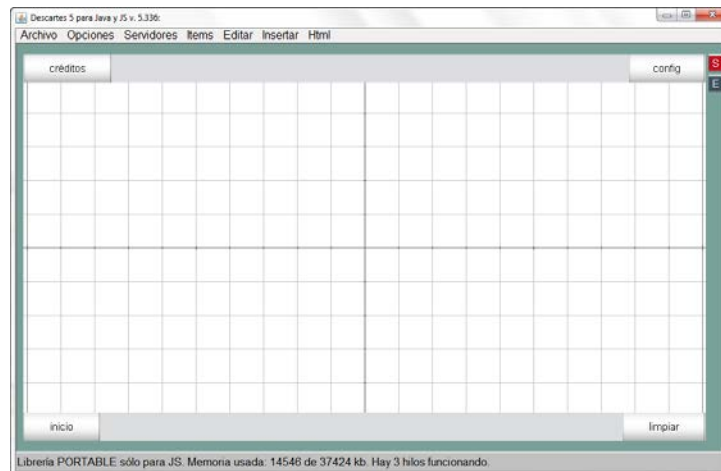 Descartes 5 para Java y JS v. 5.336:
Archivo Opciones Servidores Items Editar Insertar Html
créditos config S
E
inicio limpiar
Librería PORTABLE sólo para JS. Memoria usada: 14546 de 37424 kb. Hay 3 hilos funcionando.